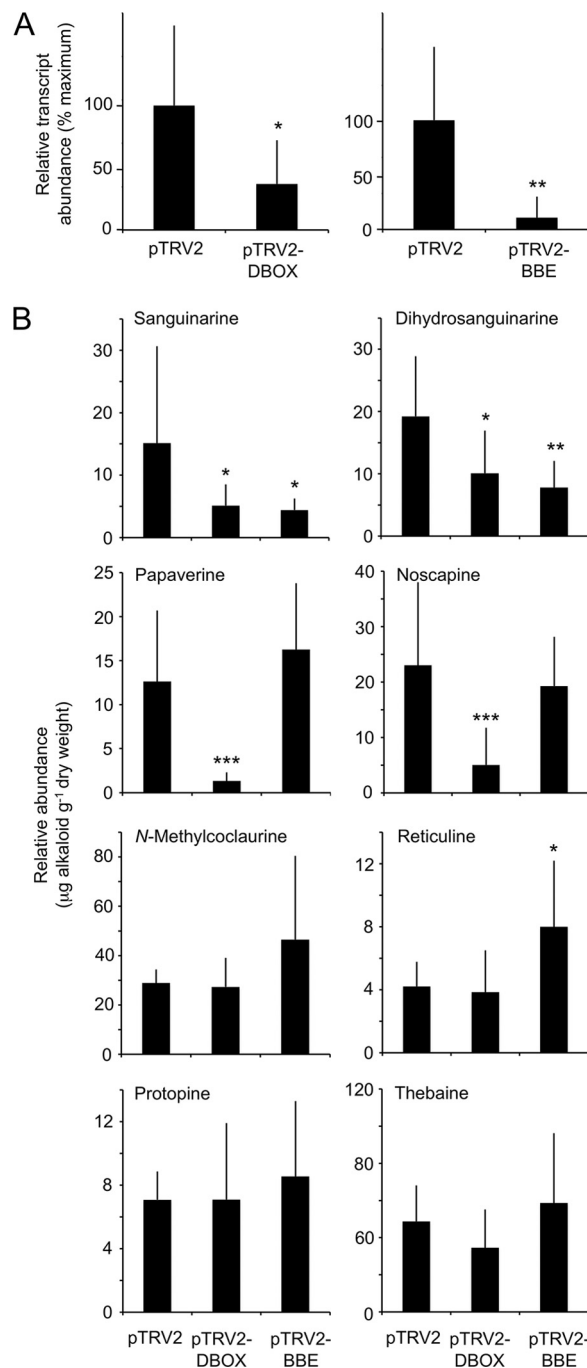 A
Relative transcript
abundance (% maximum)
100
50
0
*
pTRV2
pTRV2-
DBOX
100
50
0
**
pTRV2
pTRV2-
BBE
B
Relative abundance
(µg alkaloid g⁻¹ dry weight)
Sanguinarine
30
20
10
0
*
*
Dihydrosanguinarine
30
20
10
0
*
**
Papaverine
25
20
15
10
5
0
***
Noscapine
40
30
20
10
0
***
N-Methylcoclaurine
80
60
40
30
20
0
Reticuline
12
8
4
0
*
Protopine
12
8
4
0
pTRV2
pTRV2-
DBOX
pTRV2-
BBE
Thebaine
120
70
60
0
pTRV2
pTRV2-
DBOX
pTRV2-
BBE